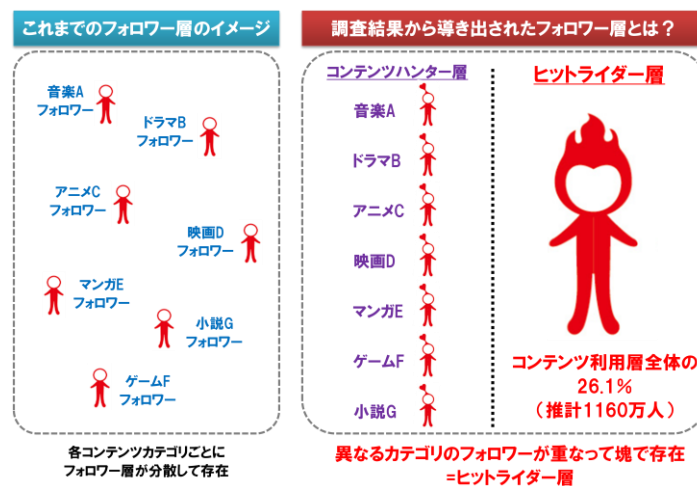 これまでのフォロワー層のイメージ
音楽A
フォロワー
ドラマB
フォロワー
アニメC
フォロワー
映画D
フォロワー
マンガE
フォロワー
小説G
フォロワー
ゲームF
フォロワー
各コンテンツカテゴリごとに
フォロワー層が分散して存在
調査結果から導き出されたフォロワー層とは？
コンテンツハンター層
音楽A
ドラマB
アニメC
映画D
マンガE
ゲームF
小説G
ヒットライダー層
コンテンツ利用層全体の
26.1%
（推計1160万人）
異なるカテゴリのフォロワーが重なって塊で存在
=ヒットライダー層